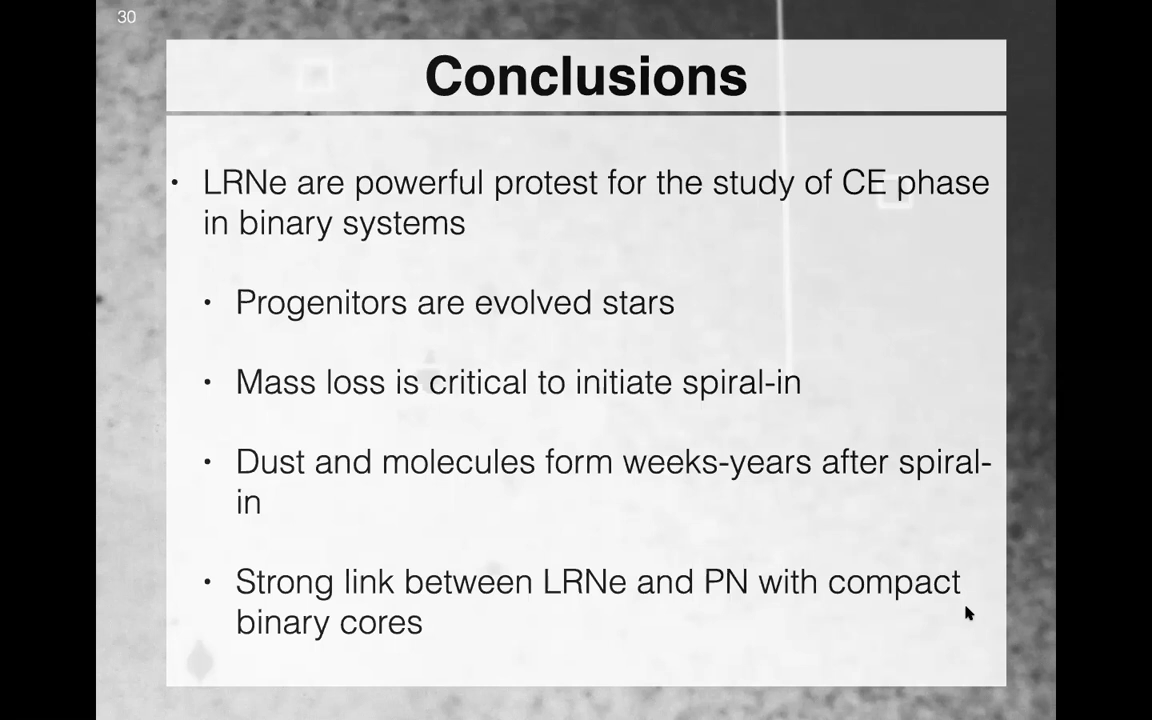 30
Conclusions
• LRNe are powerful protest for the study of CE phase
in binary systems
• Progenitors are evolved stars
• Mass loss is critical to initiate spiral-in
• Dust and molecules form weeks-years after spiral-
in
• Strong link between LRNe and PN with compact
binary cores